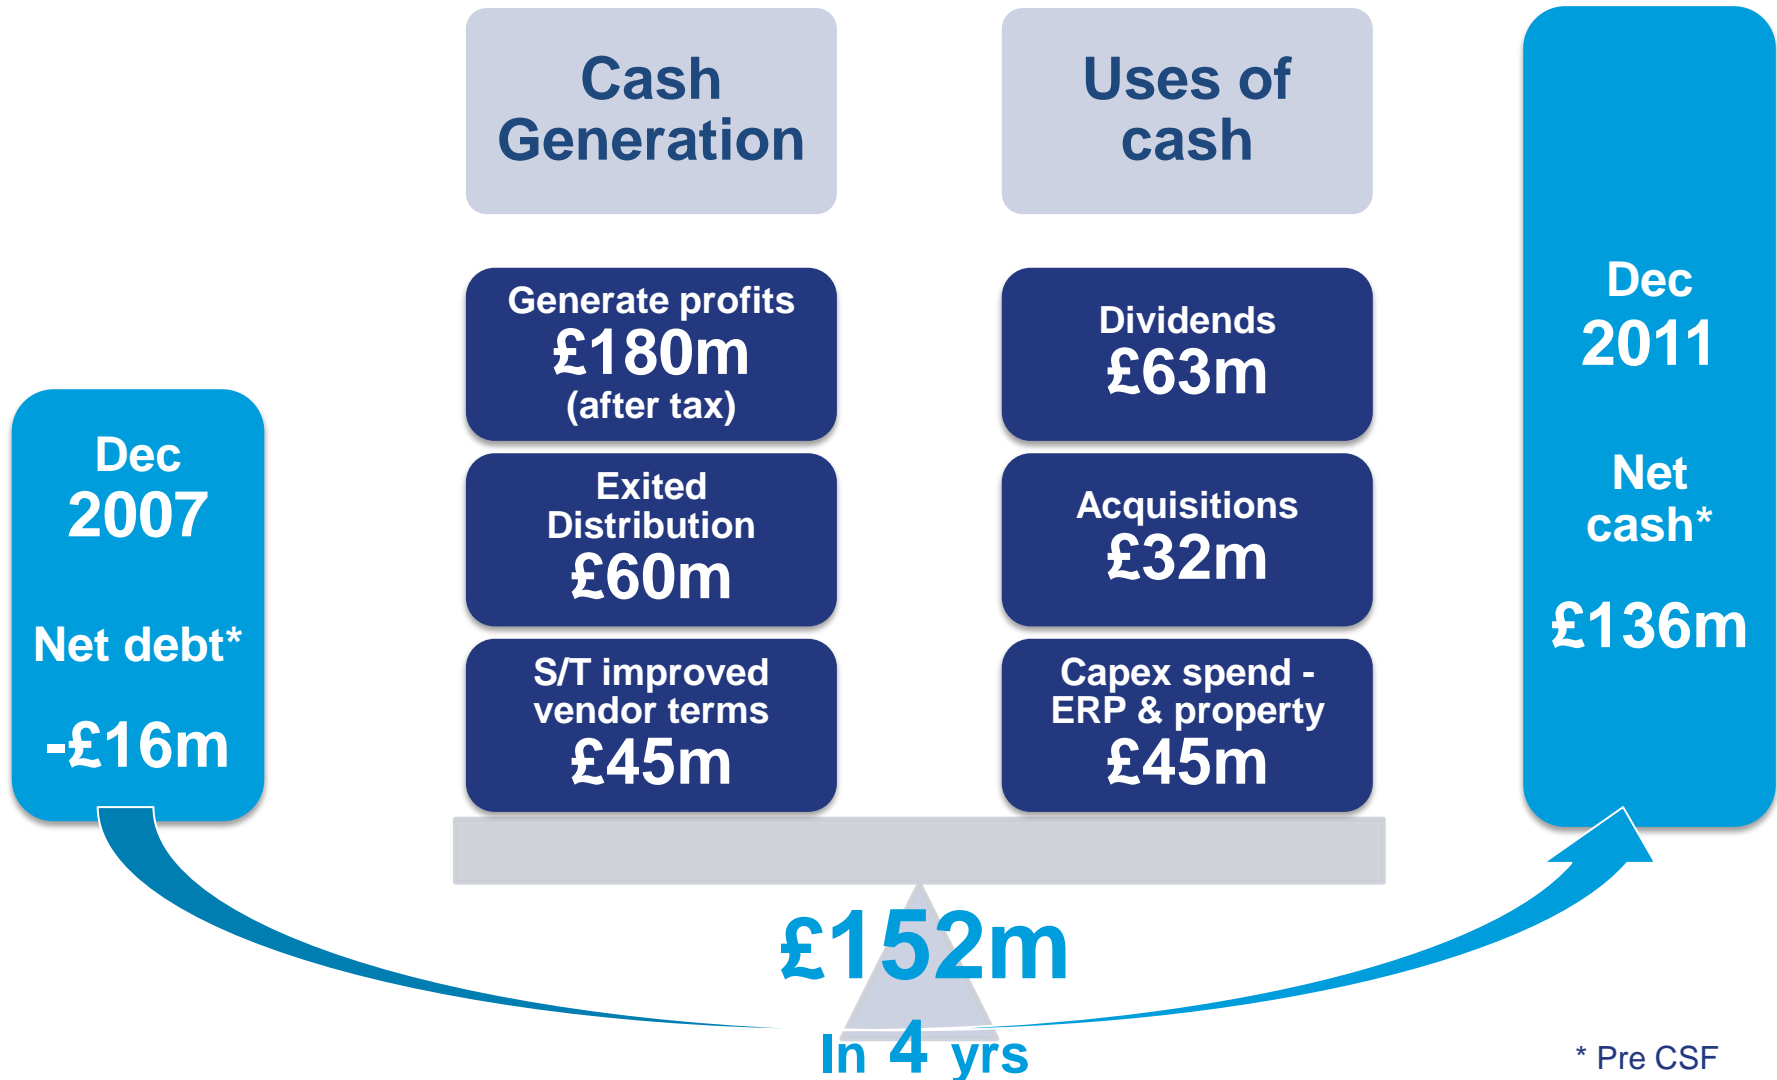 Cash
Generation
Uses of
cash
Dec
2007
Net debt*
-£16m
Generate profits
£180m
(after tax)
Exited
Distribution
£60m
S/T improved
vendor terms
£45m
Dividends
£63m
Acquisitions
£32m
Capex spend -
ERP & property
£45m
Dec
2011
Net
cash*
£136m
£152m
In 4 yrs
* Pre CSF